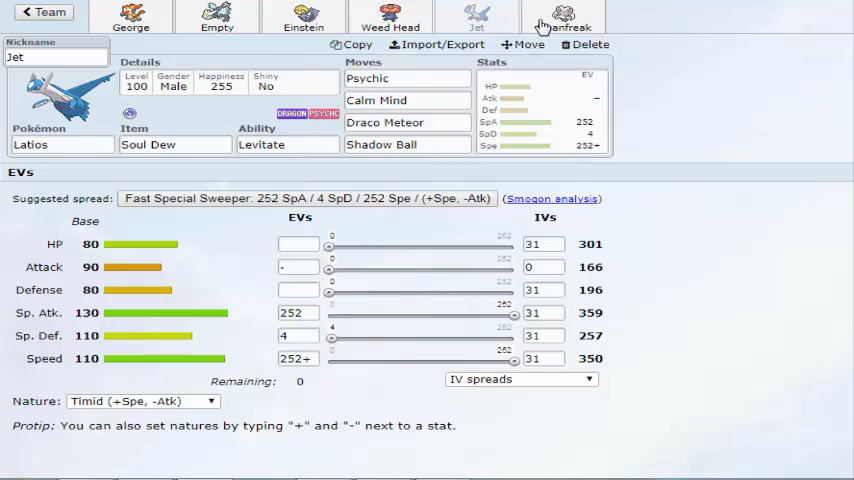 < Team
George
Empty
Einstein
Weed Head
Jet
anfreak
Nickname
Jet
Copy
Import/Export
Move
Delete
Details
Level
100
Gender
Male
Happiness
255
Shiny
No
DRAGON
PSYCHC
Pokémon
Latios
Item
Soul Dew
Ability
Levitate
Moves
Psychic
Calm Mind
Draco Meteor
Shadow Ball
Stats
EV
HP
Atk –
Def
SpA 252
SpD 4
Spe 252+
EVs
Suggested spread: Fast Special Sweeper: 252 SpA / 4 SpD / 252 Spe / (+Spe, -Atk) (Smogon analysis)
Base EVs IVs
0 252
HP 80 31 301
0 252
Attack 90 - 0 166
0 252
Defense 80 31 196
252
Sp. Atk. 130 252 31 359
4 252
Sp. Def. 110 4 31 257
252
Speed 110 252+ 31 350
Remaining: 0 IV spreads
Nature: Timid (+Spe, -Atk)
Protip: You can also set natures by typing "+" and "-" next to a stat.